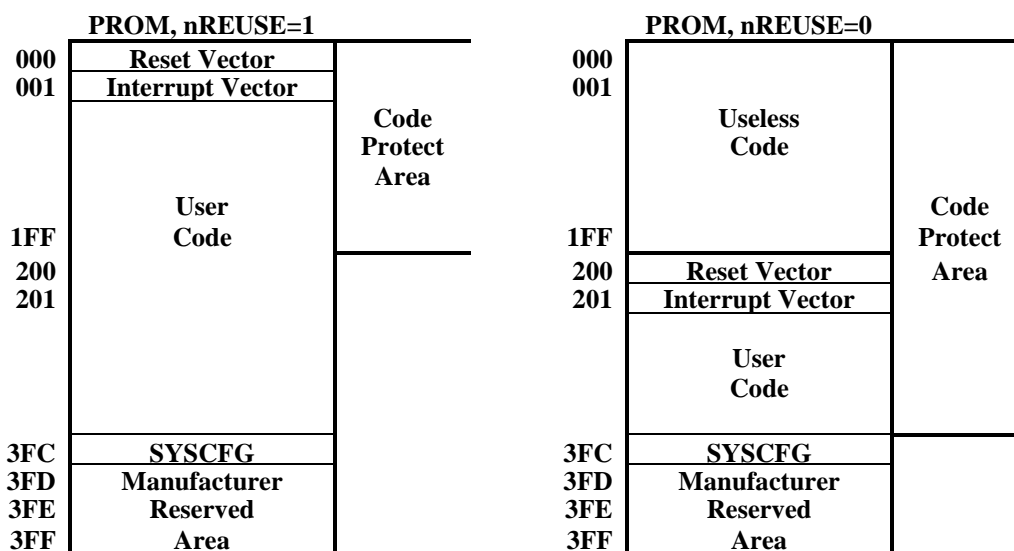 PROM, nREUSE=1
000 Reset Vector
001 Interrupt Vector
Code
Protect
Area
User
1FF Code
200
201
3FC SYSCFG
3FD Manufacturer
3FE Reserved
3FF Area
PROM, nREUSE=0
000
001
Useless
Code
Code
1FF Protect
200 Reset Vector Area
201 Interrupt Vector
User
Code
3FC SYSCFG
3FD Manufacturer
3FE Reserved
3FF Area